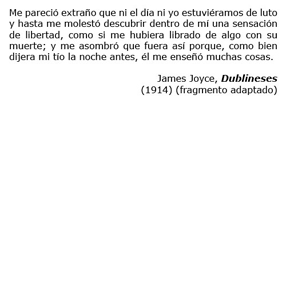 Me pareció extraño que ni el día ni yo estuviéramos de luto
y hasta me molestó descubrir dentro de mí una sensación
de libertad, como si me hubiera librado de algo con su
muerte; y me asombró que fuera así porque, como bien
dijera mi tío la noche antes, él me enseñó muchas cosas.
James Joyce, Dublineses
(1914) (fragmento adaptado)